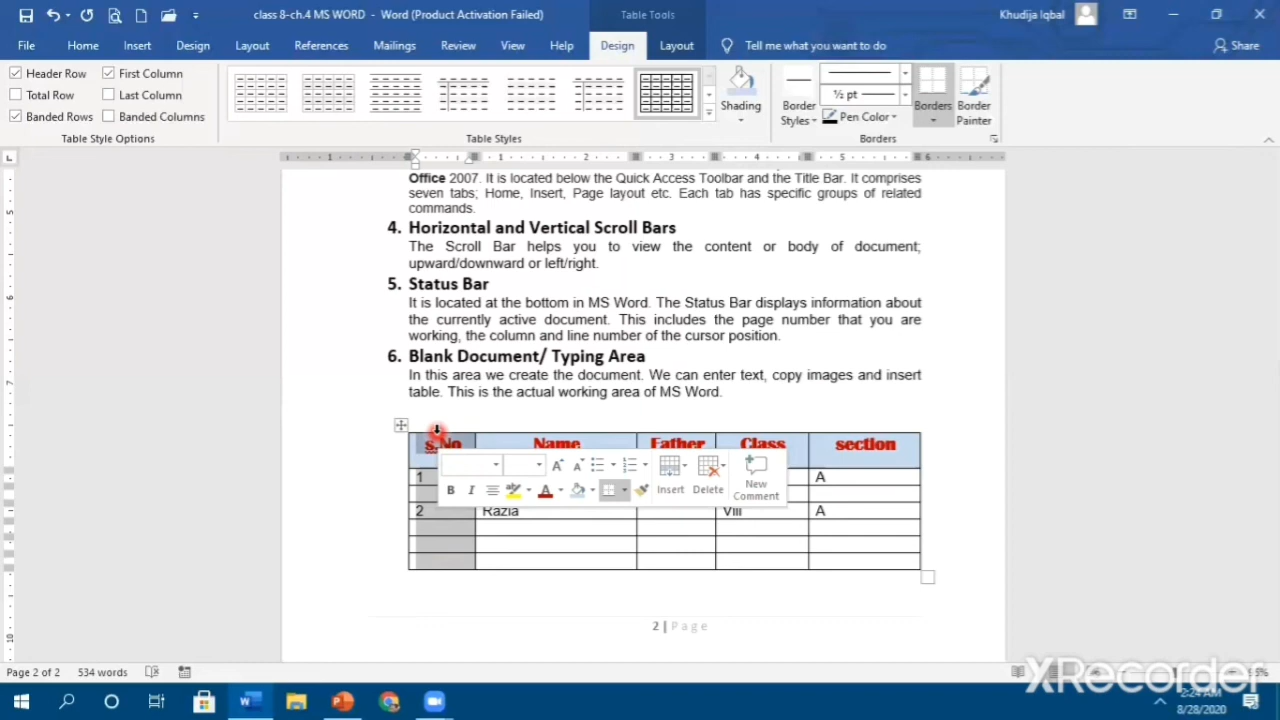 class 8-ch.4 MS WORD - Word (Product Activation Failed)
Table Tools
Khudija Iqbal
File Home Insert Design Layout References Mailings Review View Help Design Layout Tell me what you want to do Share
Header Row First Column
Total Row Last Column
Banded Rows Banded Columns
Table Style Options
Table Styles
Shading
Border Styles
½ pt
Pen Color
Borders
Border Painter
Borders
Office 2007. It is located below the Quick Access Toolbar and the Title Bar. It comprises
seven tabs; Home, Insert, Page layout etc. Each tab has specific groups of related
commands.
4. Horizontal and Vertical Scroll Bars
The Scroll Bar helps you to view the content or body of document;
upward/downward or left/right.
5. Status Bar
It is located at the bottom in MS Word. The Status Bar displays information about
the currently active document. This includes the page number that you are
working, the column and line number of the cursor position.
6. Blank Document/ Typing Area
In this area we create the document. We can enter text, copy images and insert
table. This is the actual working area of MS Word.
s.No Name Father Class section
1 A
2 Razia VIII A
B I A Insert Delete New Comment
2 | Page
Page 2 of 2 534 words
XRecorder
2:24 AM
8/28/2020